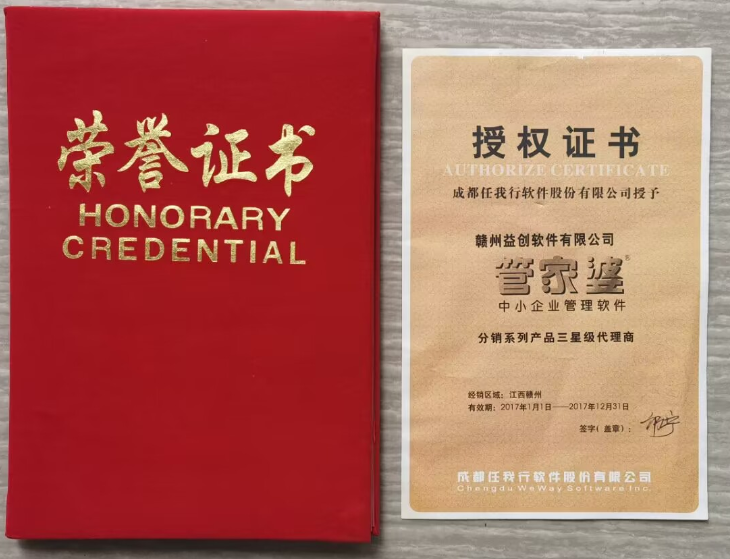 荣誉证书
HONORARY
CREDENTIAL
授权证书
AUTHORIZE CERTIFICATE
成都任我行软件股份有限公司授予
赣州益创软件有限公司
管家婆®
中小企业管理软件
分销系列产品三星级代理商
经销区域：江西赣州
有效期：2017年1月1日——2017年12月31日
签字（盖章）：
成都任我行软件股份有限公司
Chengdu WeWay Software Inc.